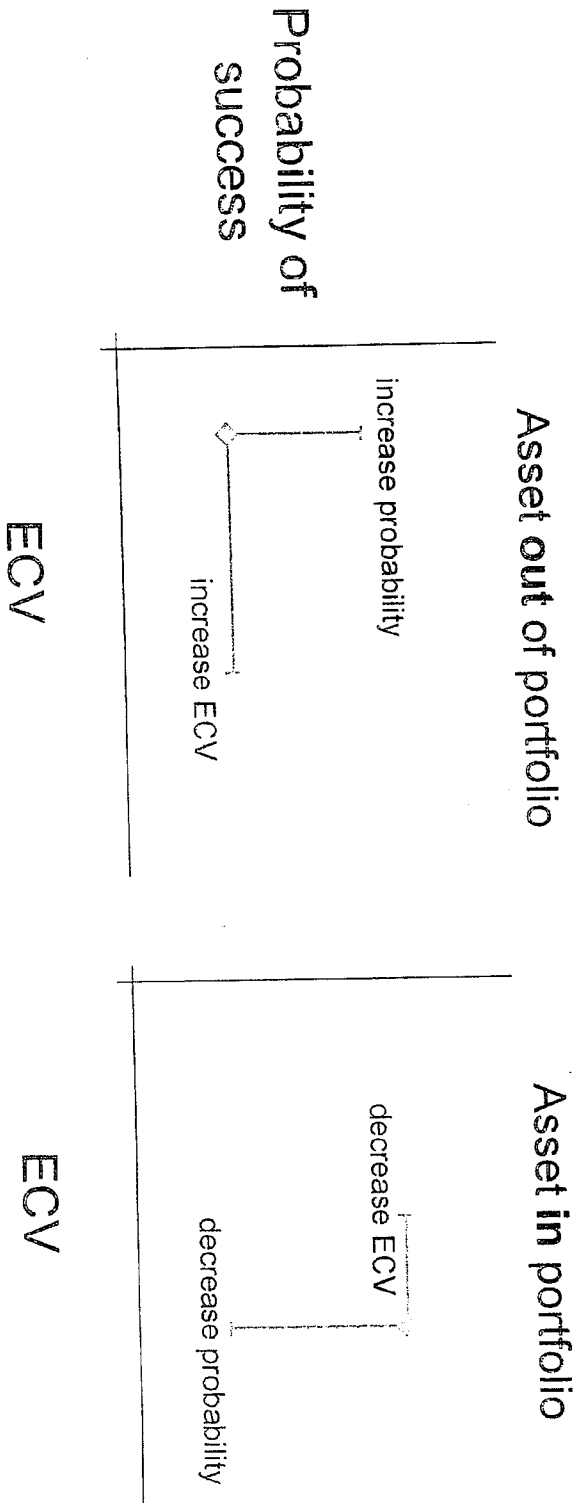 Asset out of portfolio
Asset in portfolio
Probability of
success
increase probability
increase ECV
decrease ECV
decrease probability
ECV
ECV